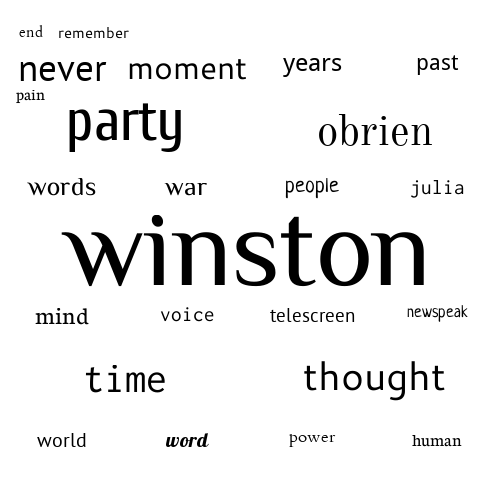 end remember
never moment years past
pain
party obrien
words war people julia
winston
mind voice telescreen newspeak
time thought
world word power human